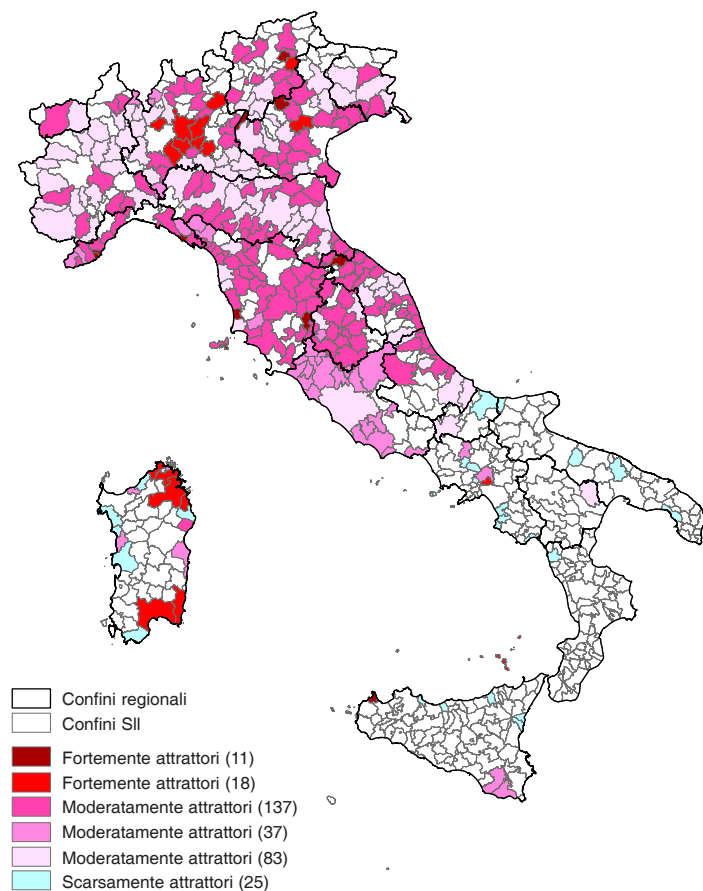 Confini regionali
Confini Sll
Fortemente attrattori (11)
Fortemente attrattori (18)
Moderatamente attrattori (137)
Moderatamente attrattori (37)
Moderatamente attrattori (83)
Scarsamente attrattori (25)